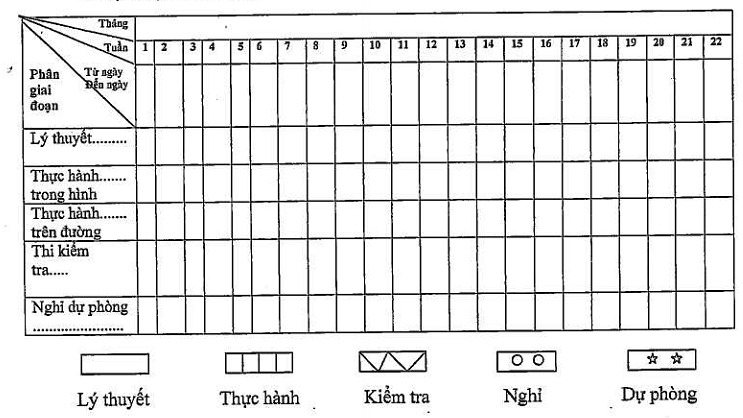 Tháng
Tuần
1 2 3 4 5 6 7 8 9 10 11 12 13 14 15 16 17 18 19 20 21 22
Từ ngày
Đến ngày
Phân
giai
đoạn
Lý thuyết.........
Thực hành.......
trong hình
Thực hành.......
trên đường
Thi kiểm
tra.....
Nghỉ dự phòng
.......................
Lý thuyết Thực hành Kiểm tra Nghỉ Dự phòng